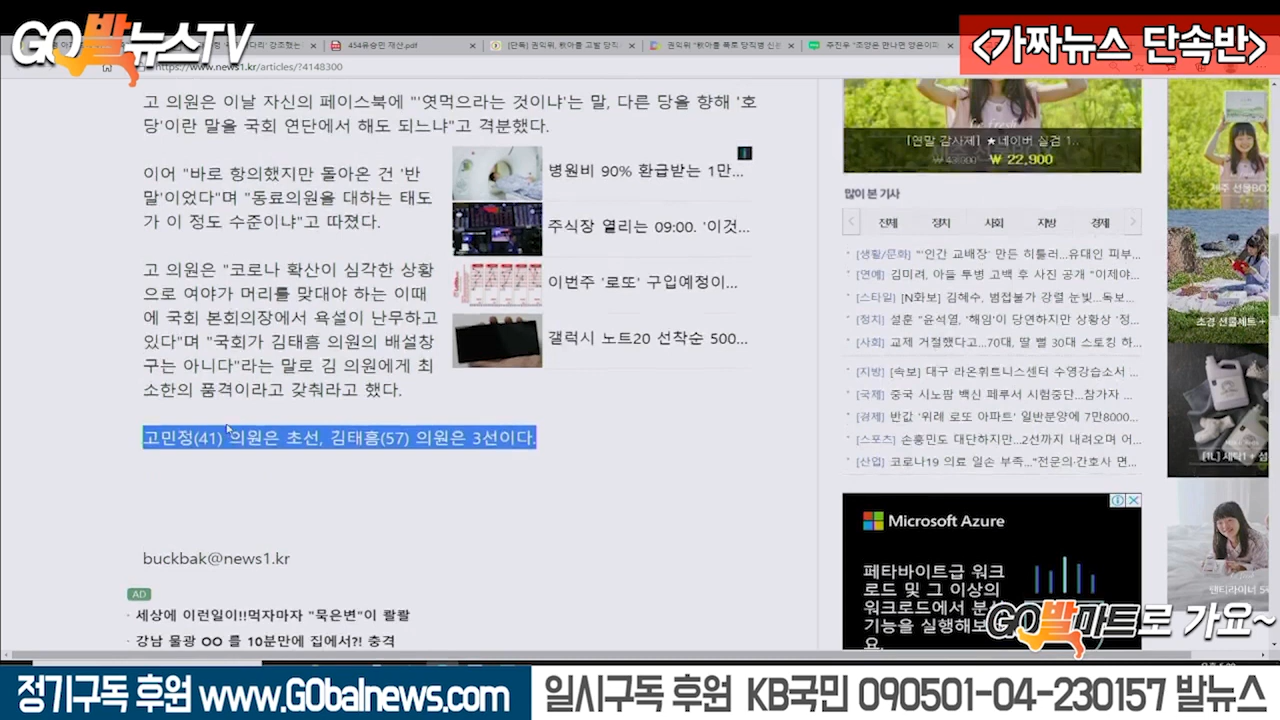 GO발뉴스TV
<가짜뉴스 단속반>
454유승민 재산.pdf
https://www.news1.kr/articles/?4148300
고 의원은 이날 자신의 페이스북에 "'엿먹으라는 것이냐'는 말, 다른 당을 향해 '호
당'이란 말을 국회 연단에서 해도 되느냐"고 격분했다.
이어 "바로 항의했지만 돌아온 건 '반
말'이었다"며 "동료의원을 대하는 태도
가 이 정도 수준이냐"고 따졌다.
고 의원은 "코로나 확산이 심각한 상황
으로 여야가 머리를 맞대야 하는 이때
에 국회 본회의장에서 욕설이 난무하고
있다"며 "국회가 김태흠 의원의 배설창
구는 아니다"라는 말로 김 의원에게 최
소한의 품격이라고 갖춰라고 했다.
고민정(41) 의원은 초선, 김태흠(57) 의원은 3선이다.
buckbak@news1.kr
AD
· 세상에 이런일이!!먹자마자 "묵은변"이 콸콸
· 강남 물광 OO 를 10분만에 집에서?! 충격
병원비 90% 환급받는 1만...
주식장 열리는 09:00. '이것...
이번주 '로또' 구입예정이...
갤럭시 노트20 선착순 500...
[연말 감사제] ★네이버 실검 1..
₩ 22,900
많이 본 기사
전체 정치 사회 지방 경제
[생활/문화] "'인간 교배장' 만든 히틀러...유대인 피부...
[연예] 김미려, 아들 투병 고백 후 사진 공개 "이제야...
[스타일] [N화보] 김혜수, 범접불가 강렬 눈빛...독보...
[정치] 설훈 "윤석열, '해임'이 당연하지만 상황상 '정...
[사회] 교제 거절했다고...70대, 딸 뻘 30대 스토킹 하...
[지방] [속보] 대구 라온휘트니스센터 수영강습소서 ...
[국제] 중국 시노팜 백신 페루서 시험중단...참가자 ...
[경제] 반값 '위례 로또 아파트' 일반분양에 7만8000...
[스포츠] 손흥민도 대단하지만...2선까지 내려오며 어...
[산업] 코로나19 의료 일손 부족..."전문의·간호사 면...
Microsoft Azure
페타바이트급 워크
로드 및 그 이상의
워크로드에서 분석
기능을 실행해보
요.
초경 선물세트+
GO발마트로 가요~
정기구독 후원 www.GObalnews.com
일시구독 후원 KB국민 090501-04-230157 발뉴스